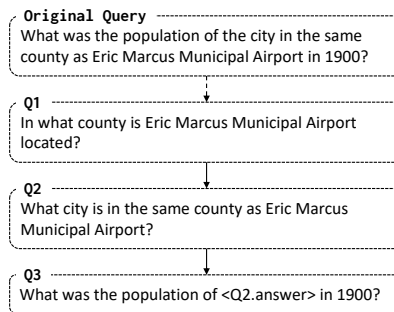 Original Query
What was the population of the city in the same
county as Eric Marcus Municipal Airport in 1900?
Q1
In what county is Eric Marcus Municipal Airport
located?
Q2
What city is in the same county as Eric Marcus
Municipal Airport?
Q3
What was the population of <Q2.answer> in 1900?